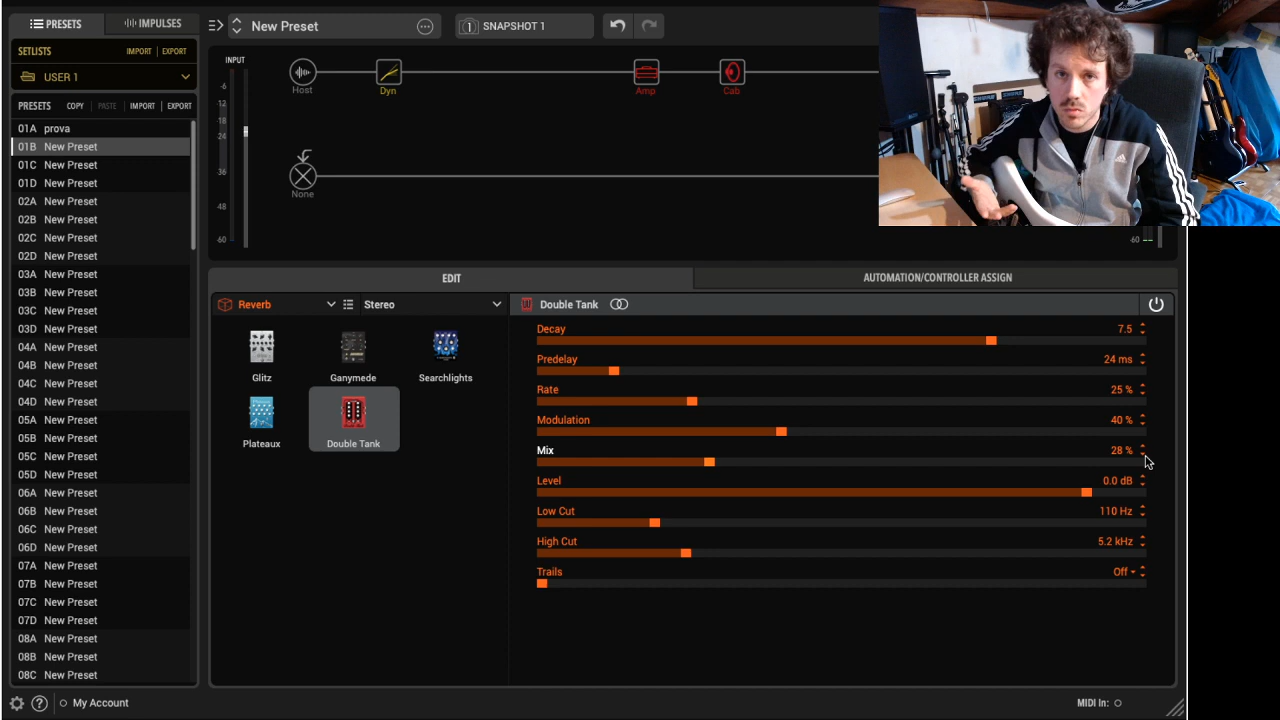 PRESETS
IMPULSES
SETLISTS
IMPORT
EXPORT
USER 1
PRESETS
COPY
PASTE
IMPORT
EXPORT
01A prova
01B New Preset
01C New Preset
01D New Preset
02A New Preset
02B New Preset
02C New Preset
02D New Preset
03A New Preset
03B New Preset
03C New Preset
03D New Preset
04A New Preset
04B New Preset
04C New Preset
04D New Preset
05A New Preset
05B New Preset
05C New Preset
05D New Preset
06A New Preset
06B New Preset
06C New Preset
06D New Preset
07A New Preset
07B New Preset
07C New Preset
07D New Preset
08A New Preset
08B New Preset
08C New Preset
My Account
New Preset
1 SNAPSHOT 1
INPUT
-6
-12
-18
-24
-36
-48
-60
Host
Dyn
Amp
Cab
None
-60
adidas
EDIT
AUTOMATION/CONTROLLER ASSIGN
Reverb
Stereo
Glitz
Ganymede
Searchlights
Plateaux
Double Tank
Double Tank
Decay 7.5
Predelay 24 ms
Rate 25 %
Modulation 40 %
Mix 28 %
Level 0.0 dB
Low Cut 110 Hz
High Cut 5.2 kHz
Trails Off
MIDI In: